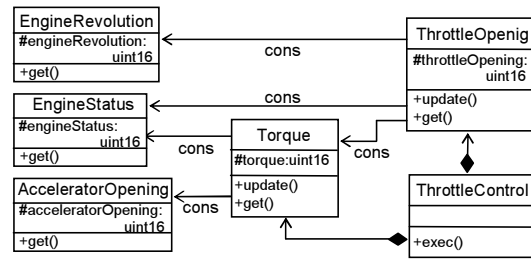 EngineRevolution
#engineRevolution:
uint16
+get()
cons
ThrottleOpenig
#throttleOpening:
uint16
+update()
+get()
EngineStatus
#engineStatus:
uint16
+get()
cons
cons
Torque
#torque:uint16
+update()
+get()
cons
AcceleratorOpening
#acceleratorOpening:
uint16
+get()
cons
ThrottleControl
+exec()